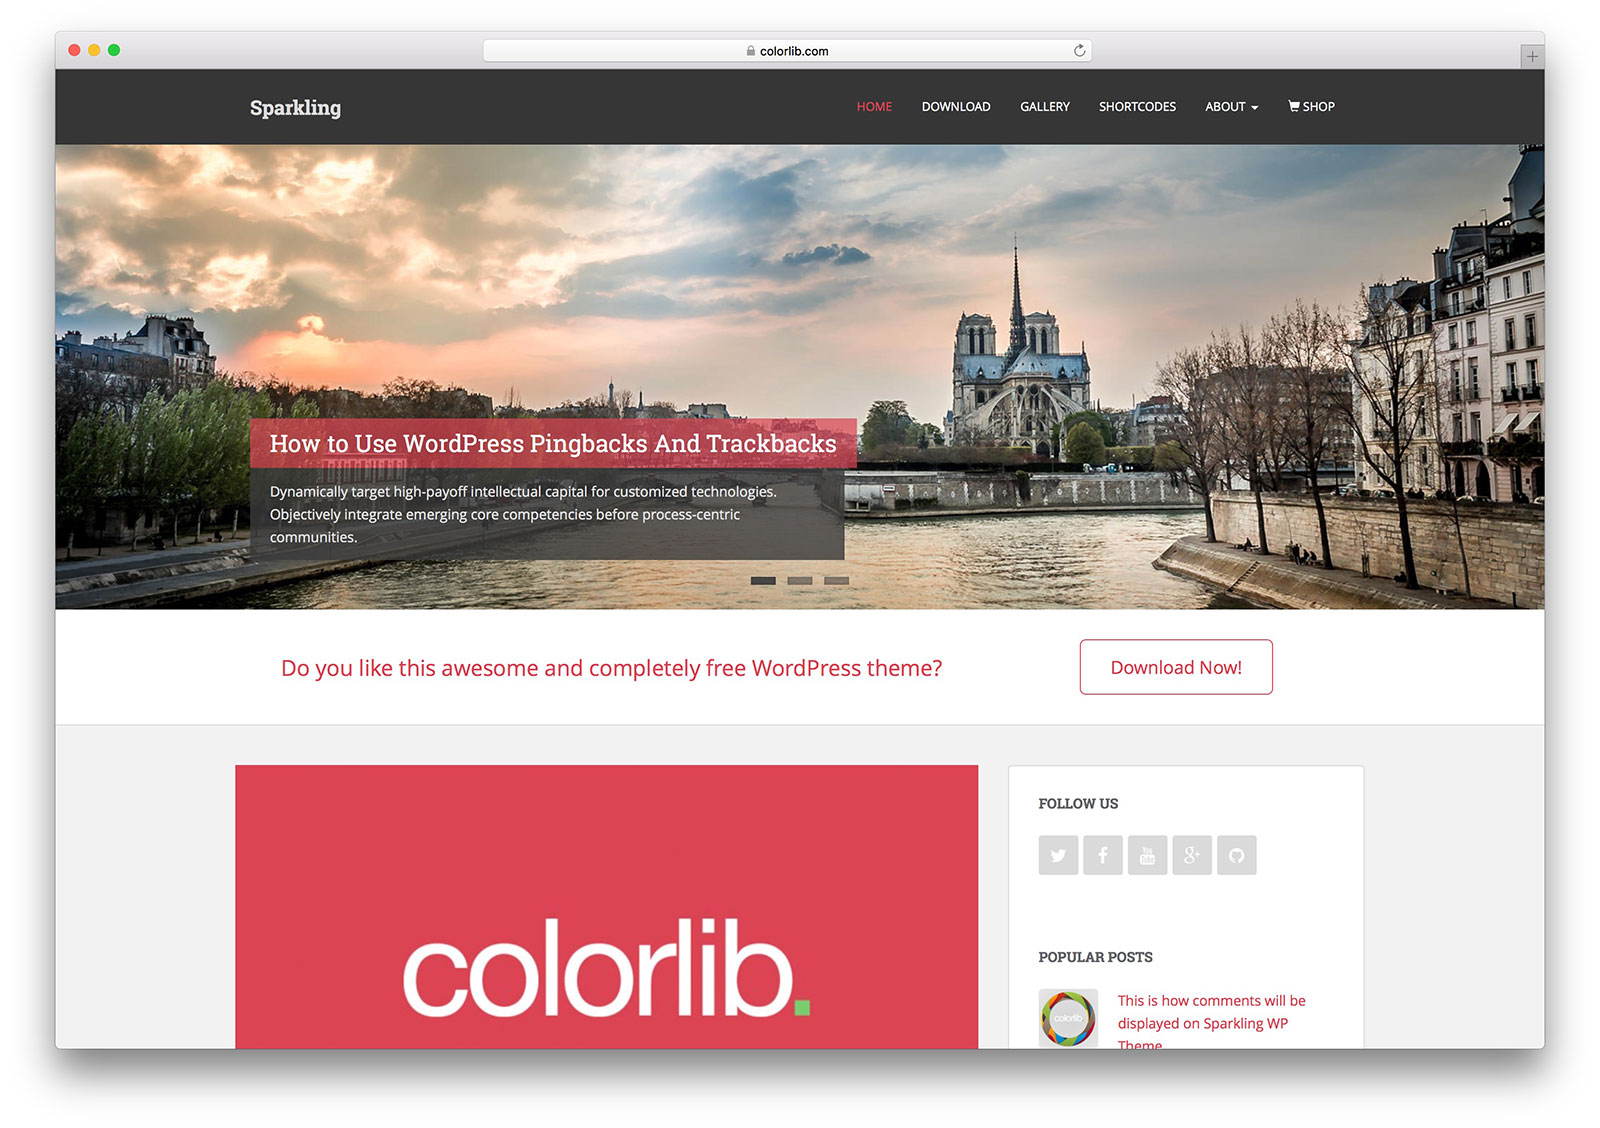 colorlib.com
Sparkling
HOME DOWNLOAD GALLERY SHORTCODES ABOUT SHOP
How to Use WordPress Pingbacks And Trackbacks
Dynamically target high-payoff intellectual capital for customized technologies.
Objectively integrate emerging core competencies before process-centric
communities.
Do you like this awesome and completely free WordPress theme?
Download Now!
colorlib.
FOLLOW US
You Tube
g+
POPULAR POSTS
colorlib
This is how comments will be
displayed on Sparkling WP
Theme